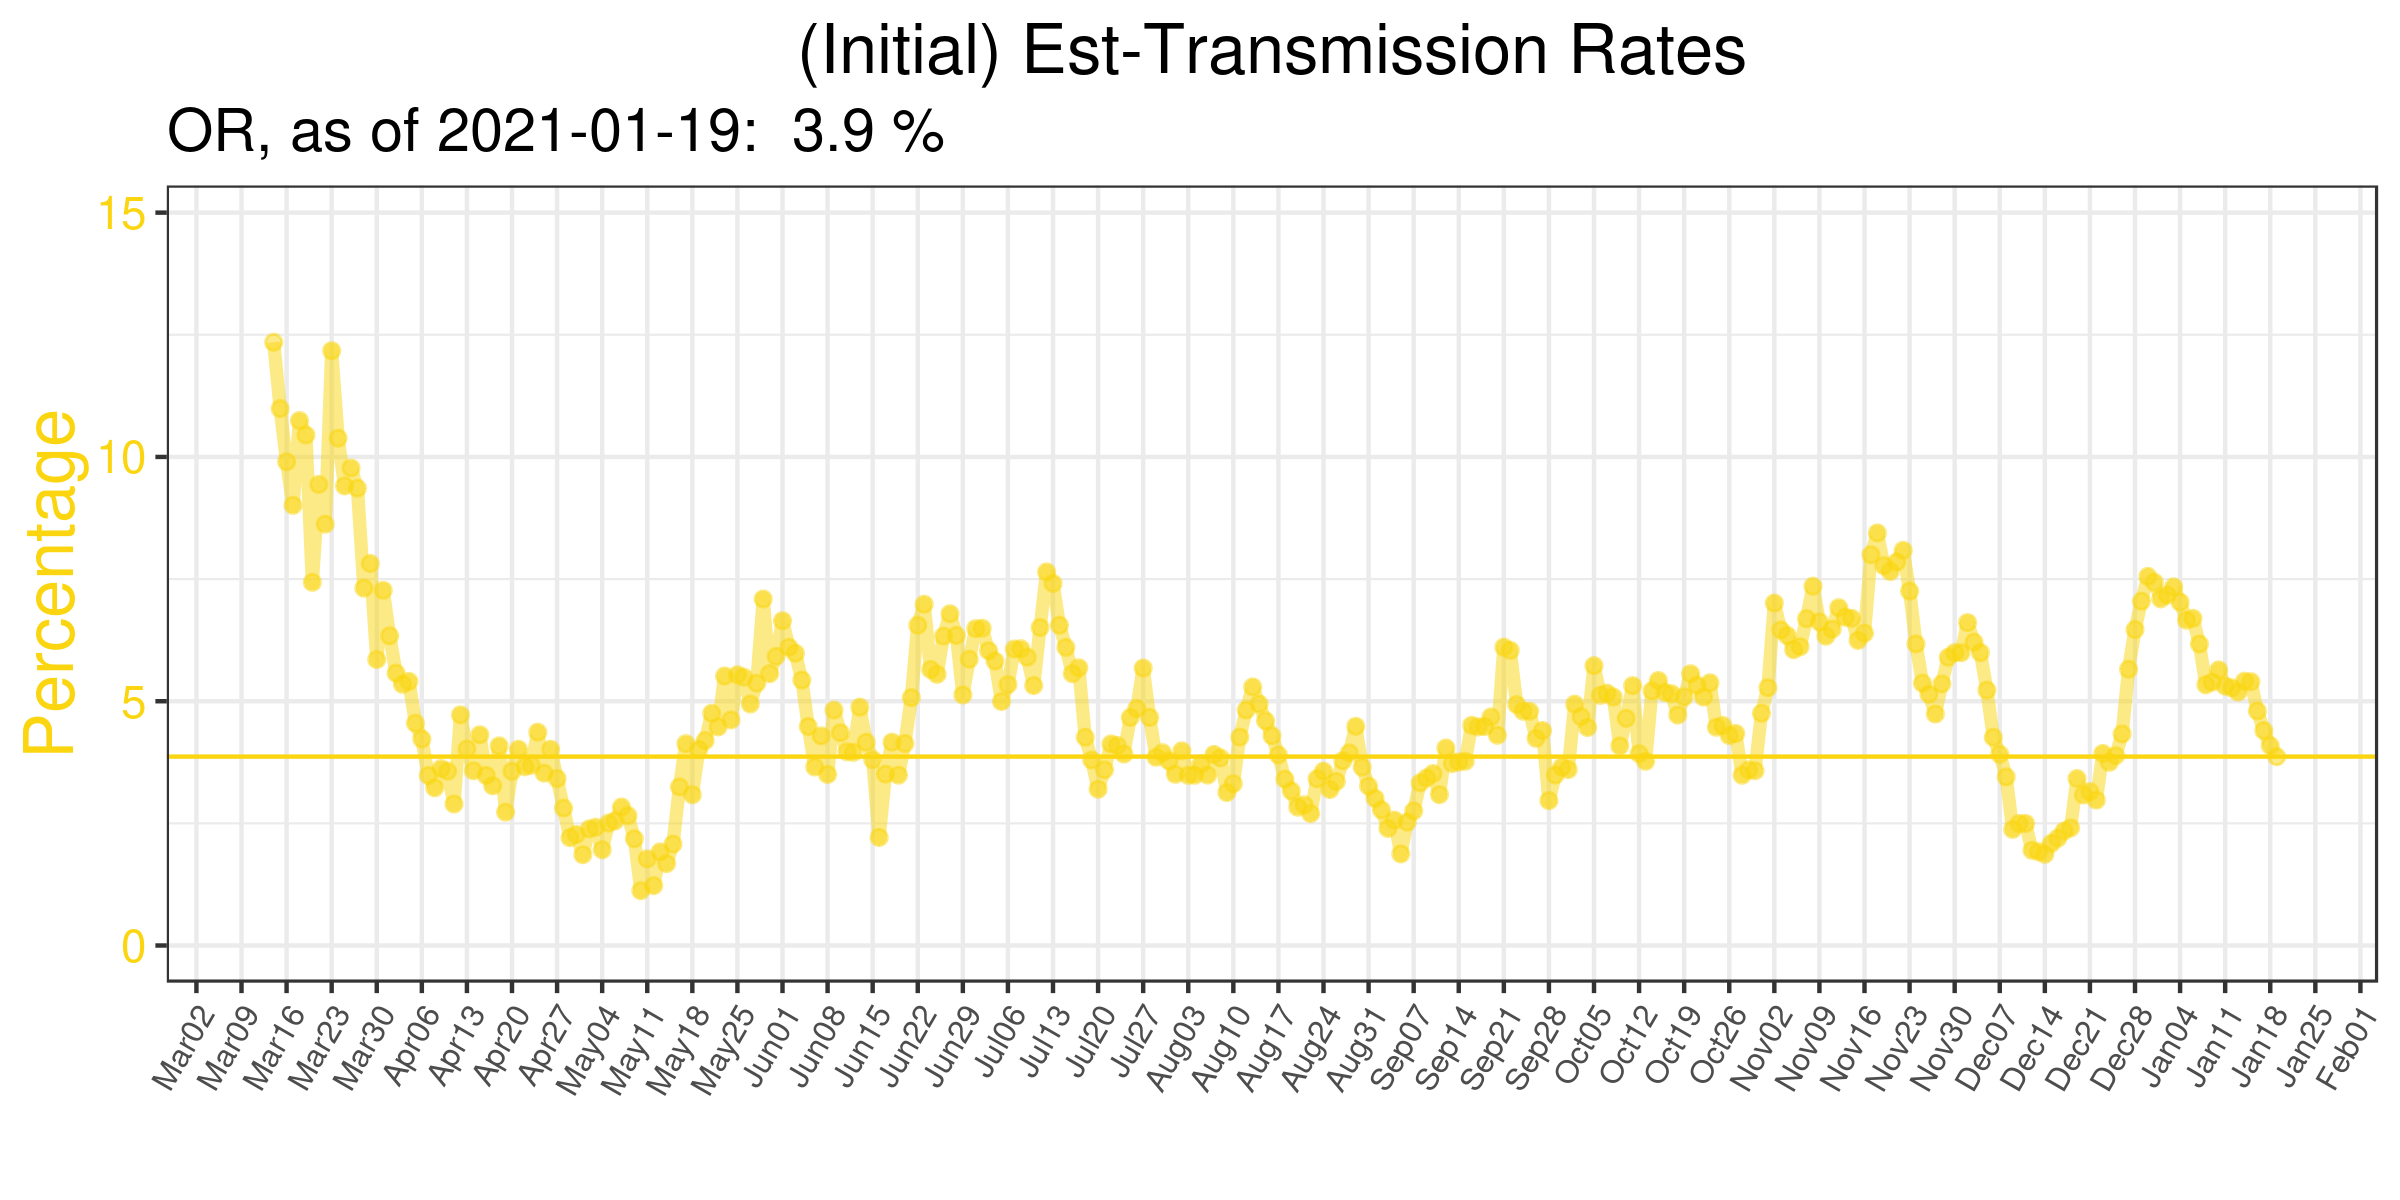 (Initial) Est-Transmission Rates
OR, as of 2021-01-19:  3.9 %
Percentage
15
10
5
0
Mar02 Mar09 Mar16 Mar23 Mar30 Apr06 Apr13 Apr20 Apr27 May04 May11 May18 May25 Jun01 Jun08 Jun15 Jun22 Jun29 Jul06 Jul13 Jul20 Jul27 Aug03 Aug10 Aug17 Aug24 Aug31 Sep07 Sep14 Sep21 Sep28 Oct05 Oct12 Oct19 Oct26 Nov02 Nov09 Nov16 Nov23 Nov30 Dec07 Dec14 Dec21 Dec28 Jan04 Jan11 Jan18 Jan25 Feb01